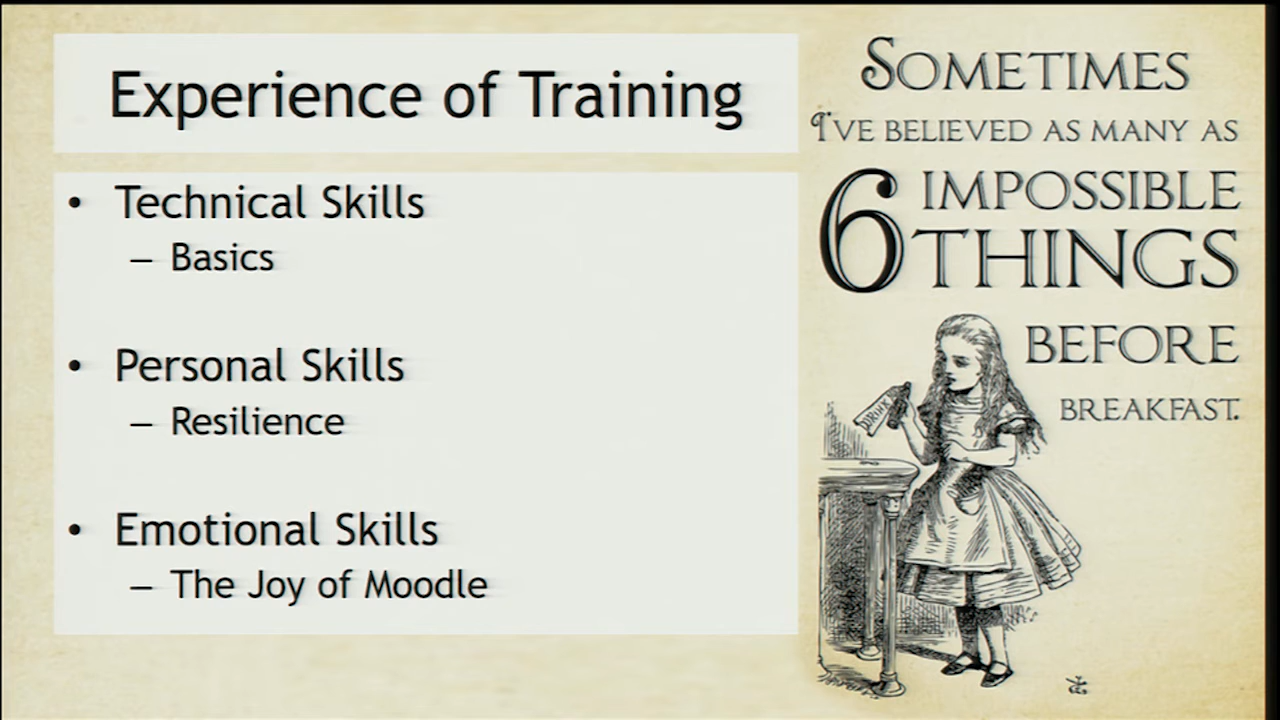 Experience of Training
• Technical Skills
– Basics
• Personal Skills
– Resilience
• Emotional Skills
– The Joy of Moodle
SOMETIMES
I'VE BELIEVED AS MANY AS
6 IMPOSSIBLE
THINGS
BEFORE
BREAKFAST.
DRINK